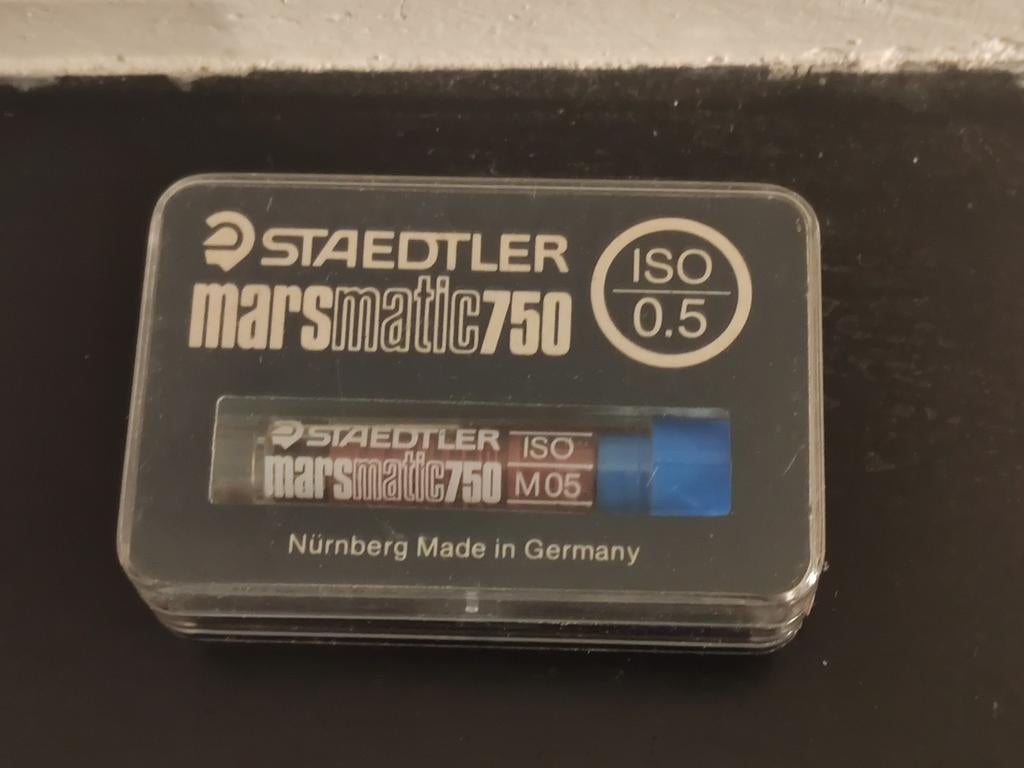 STAEDTLER
marsmatic750
ISO
0.5
STAEDTLER
marsmatic750
ISO
M05
Nürnberg Made in Germany